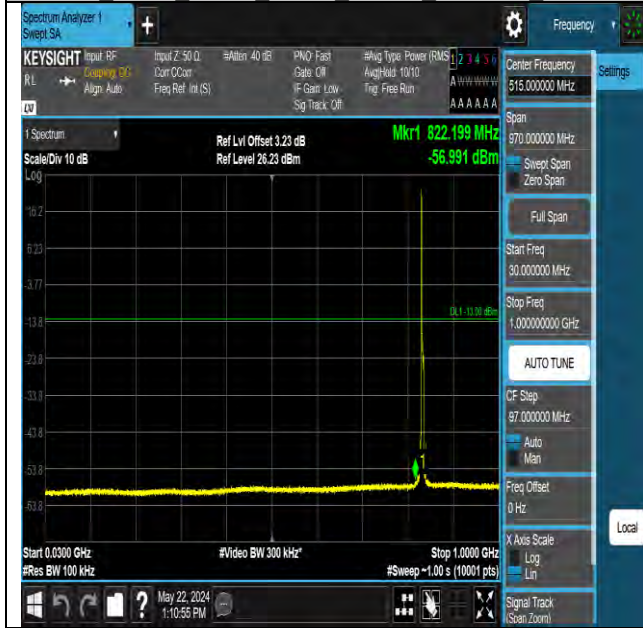 Spectrum Analyzer 1
Swept SA
+
Frequency
KEYSIGHT
Input: RF
Coupling: DC
Align: Auto
RL
Input Z: 50 Ω
Corr CCorr
Freq Ref: Int (S)
#Atten: 40 dB
PNO: Fast
Gate: Off
IF Gain: Low
Sig Track: Off
#Avg Type: Power (RMS
Avg|Hold: 10/10
Trig: Free Run
1 2 3 4 5 6
A W W W W W
A A A A A A
1 Spectrum
Scale/Div 10 dB
Log
Ref Lvl Offset 3.23 dB
Ref Level 26.23 dBm
Mkr1 822.199 MHz
-56.991 dBm
16.2
6.23
-3.77
-13.8
-23.8
-33.8
-43.8
-53.8
-63.8
DL1 -13.00 dBm
1
Start 0.0300 GHz
#Res BW 100 kHz
#Video BW 300 kHz*
Stop 1.0000 GHz
#Sweep ~1.00 s (10001 pts)
Center Frequency
515.000000 MHz
Settings
Span
970.000000 MHz
Swept Span
Zero Span
Full Span
Start Freq
30.000000 MHz
Stop Freq
1.000000000 GHz
AUTO TUNE
CF Step
97.000000 MHz
Auto
Man
Freq Offset
0 Hz
X Axis Scale
Log
Lin
Local
Signal Track
(Span Zoom)
?
May 22, 2024
1:10:55 PM